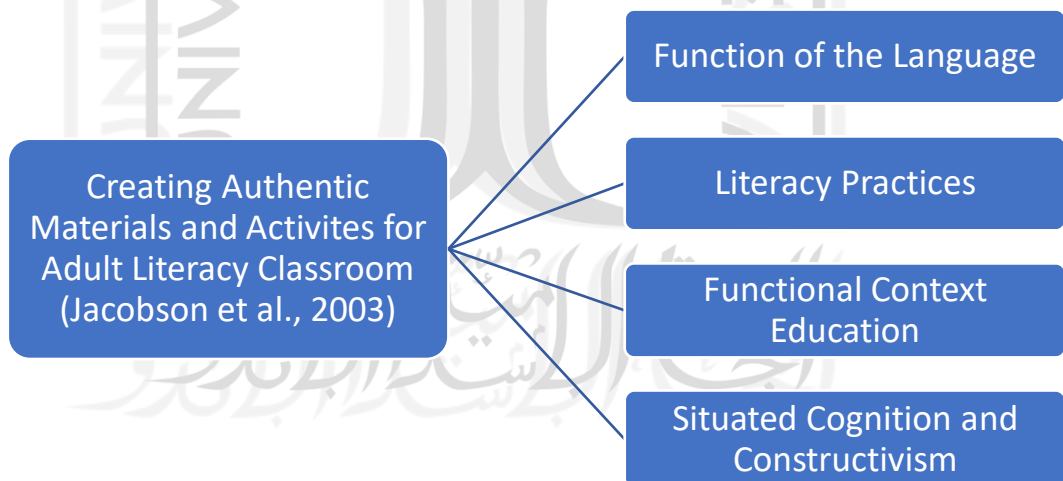 Creating Authentic
Materials and Activites for
Adult Literacy Classroom
(Jacobson et al., 2003)
Function of the Language
Literacy Practices
Functional Context
Education
Situated Cognition and
Constructivism